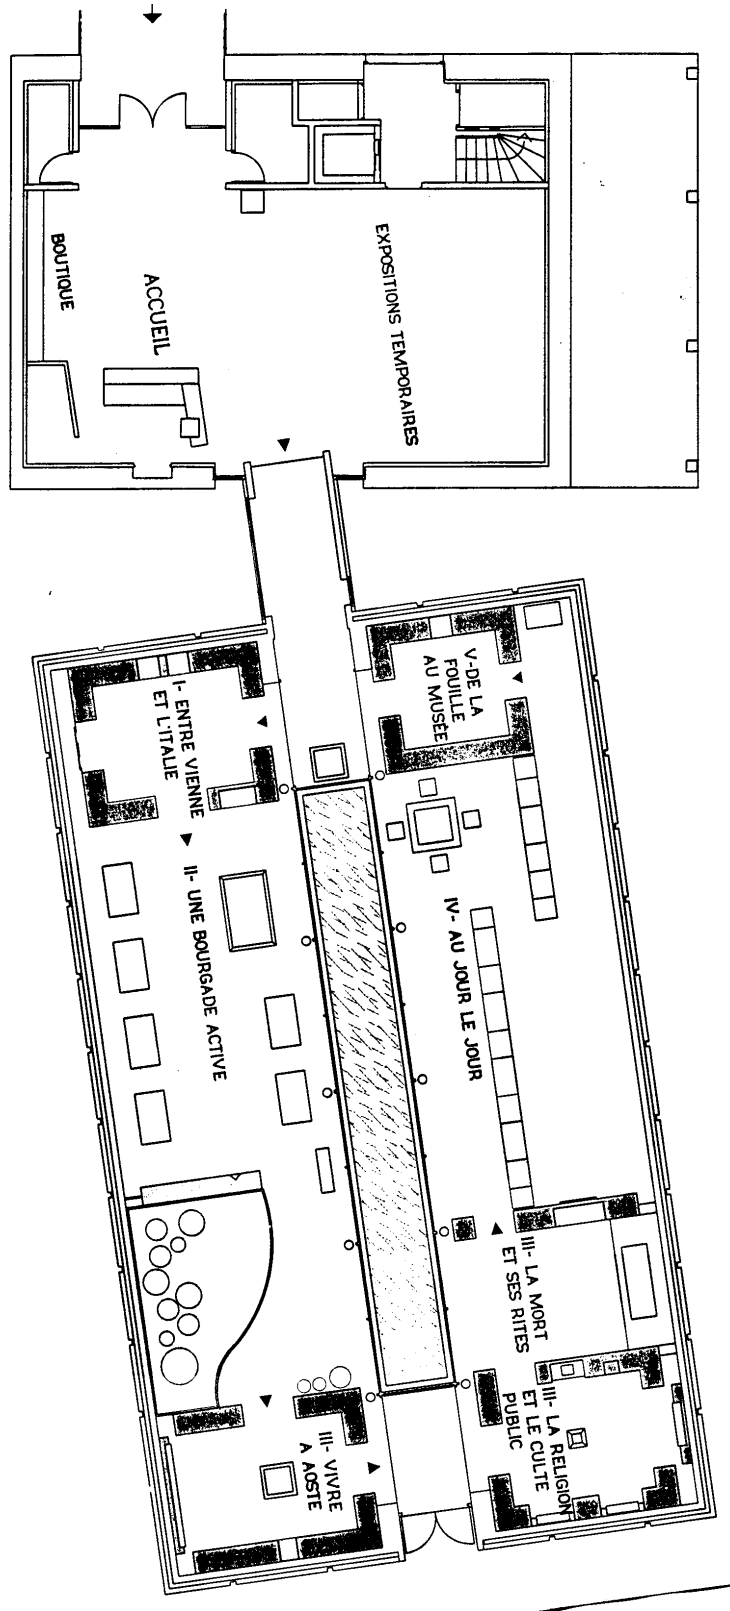 BOUTIQUE
ACCUEIL
EXPOSITIONS TEMPORAIRES
I- ENTRE VIENNE
ET L'ITALIE
V-DE LA
FOUILLE
AU MUSÉE
II- UNE BOURGADE ACTIVE
IV- AU JOUR LE JOUR
III- LA MORT
ET SES RITES
III- LA RELIGION
ET LE CULTE
PUBLIC
III- VIVRE
A AOSTE